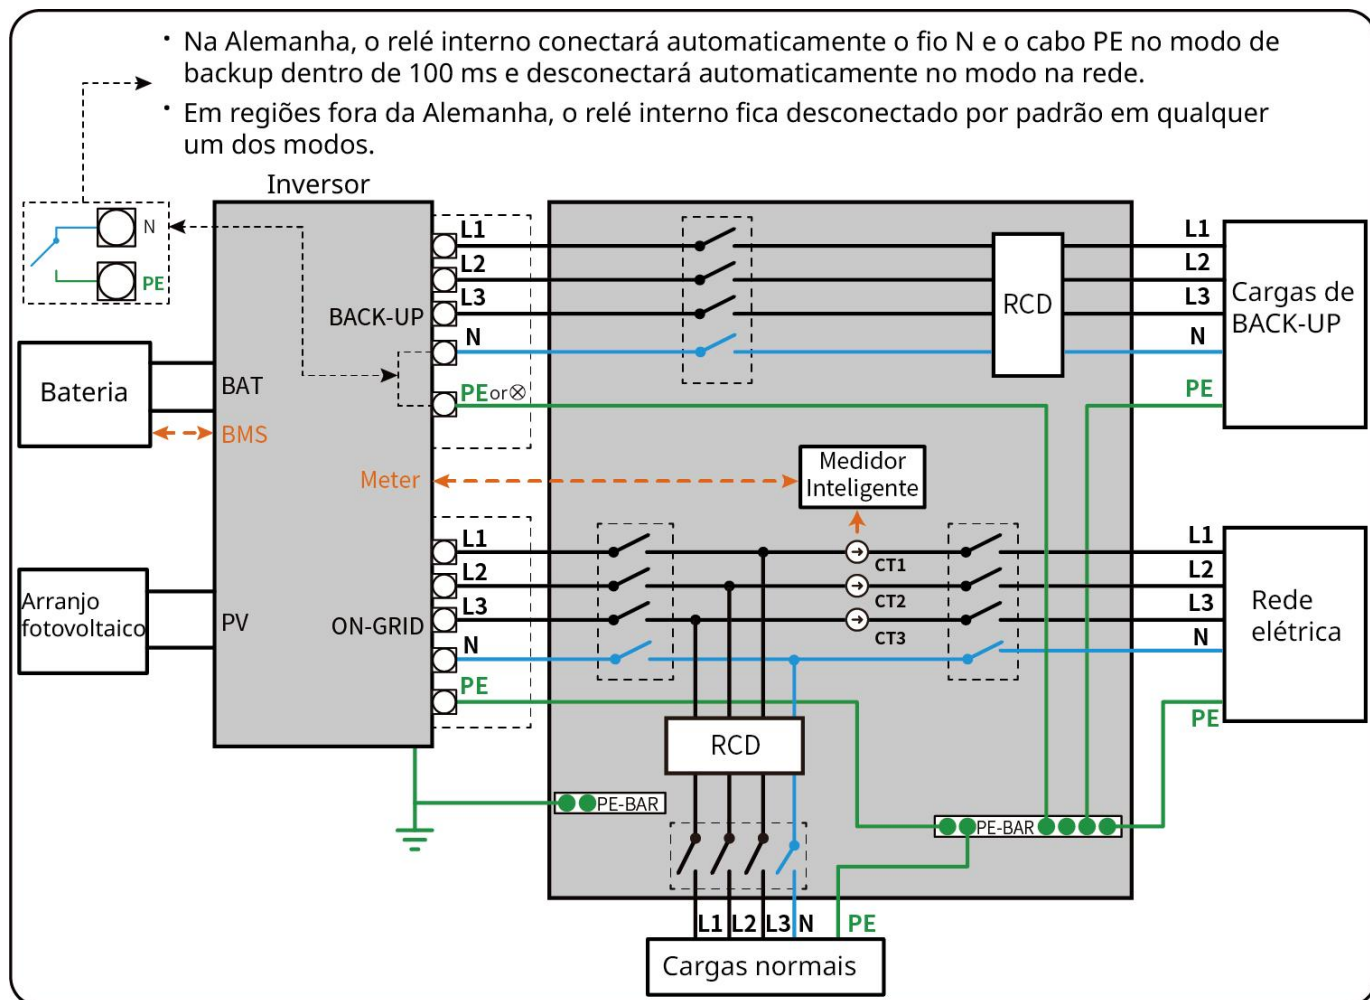 · Na Alemanha, o relé interno conectará automaticamente o fio N e o cabo PE no modo de
backup dentro de 100 ms e desconectará automaticamente no modo na rede.
· Em regiões fora da Alemanha, o relé interno fica desconectado por padrão em qualquer
um dos modos.
Inversor
N
PE
Bateria
BAT
BMS
Arranjo
fotovoltaico
PV
BACK-UP
L1
L2
L3
N
PE or ⊗
Meter
ON-GRID
L1
L2
L3
N
PE
RCD
L1
L2
L3
N
PE
Cargas de
BACK-UP
Medidor
Inteligente
CT1
CT2
CT3
L1
L2
L3
N
PE
Rede
elétrica
RCD
PE-BAR
PE-BAR
L1 L2 L3 N PE
Cargas normais